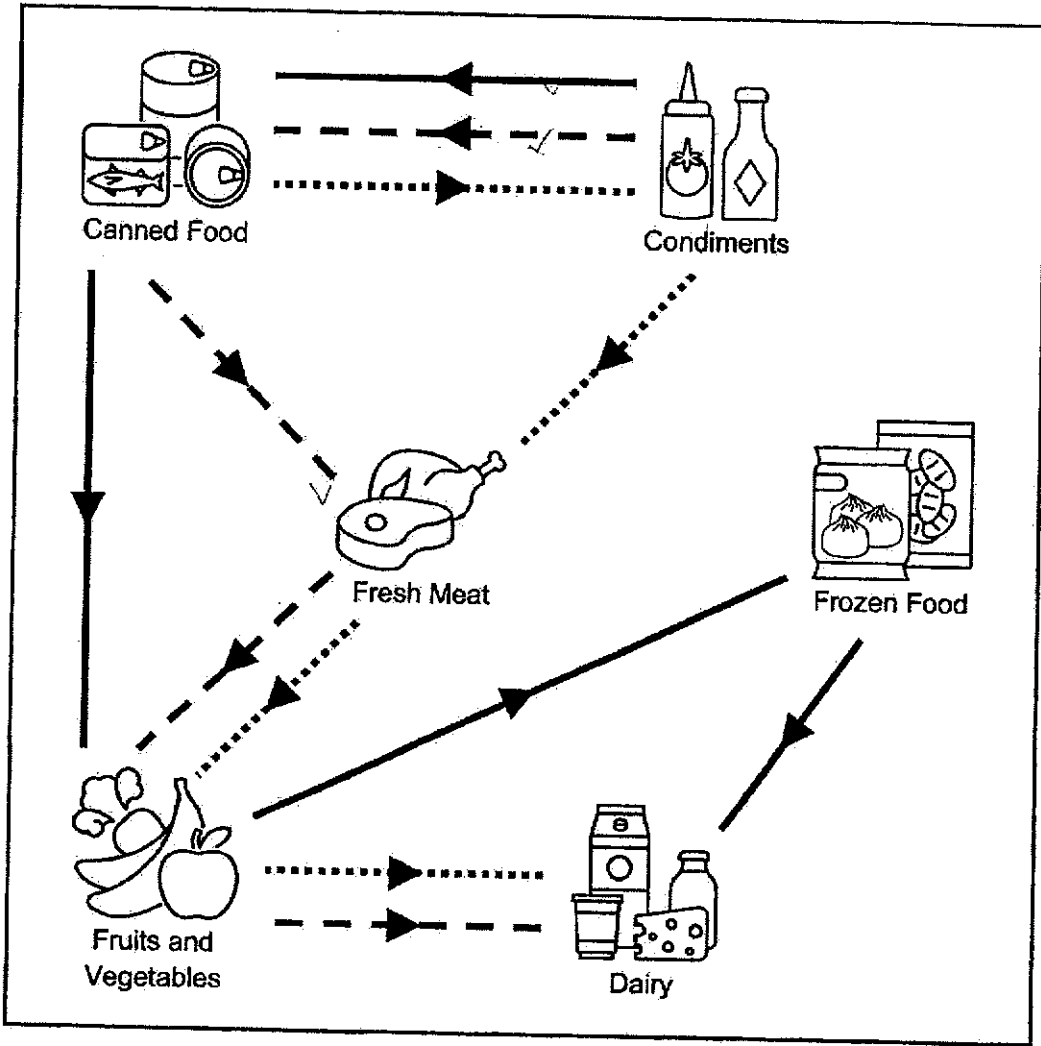 Canned Food
Condiments
Fresh Meat
Frozen Food
Fruits and
Vegetables
Dairy